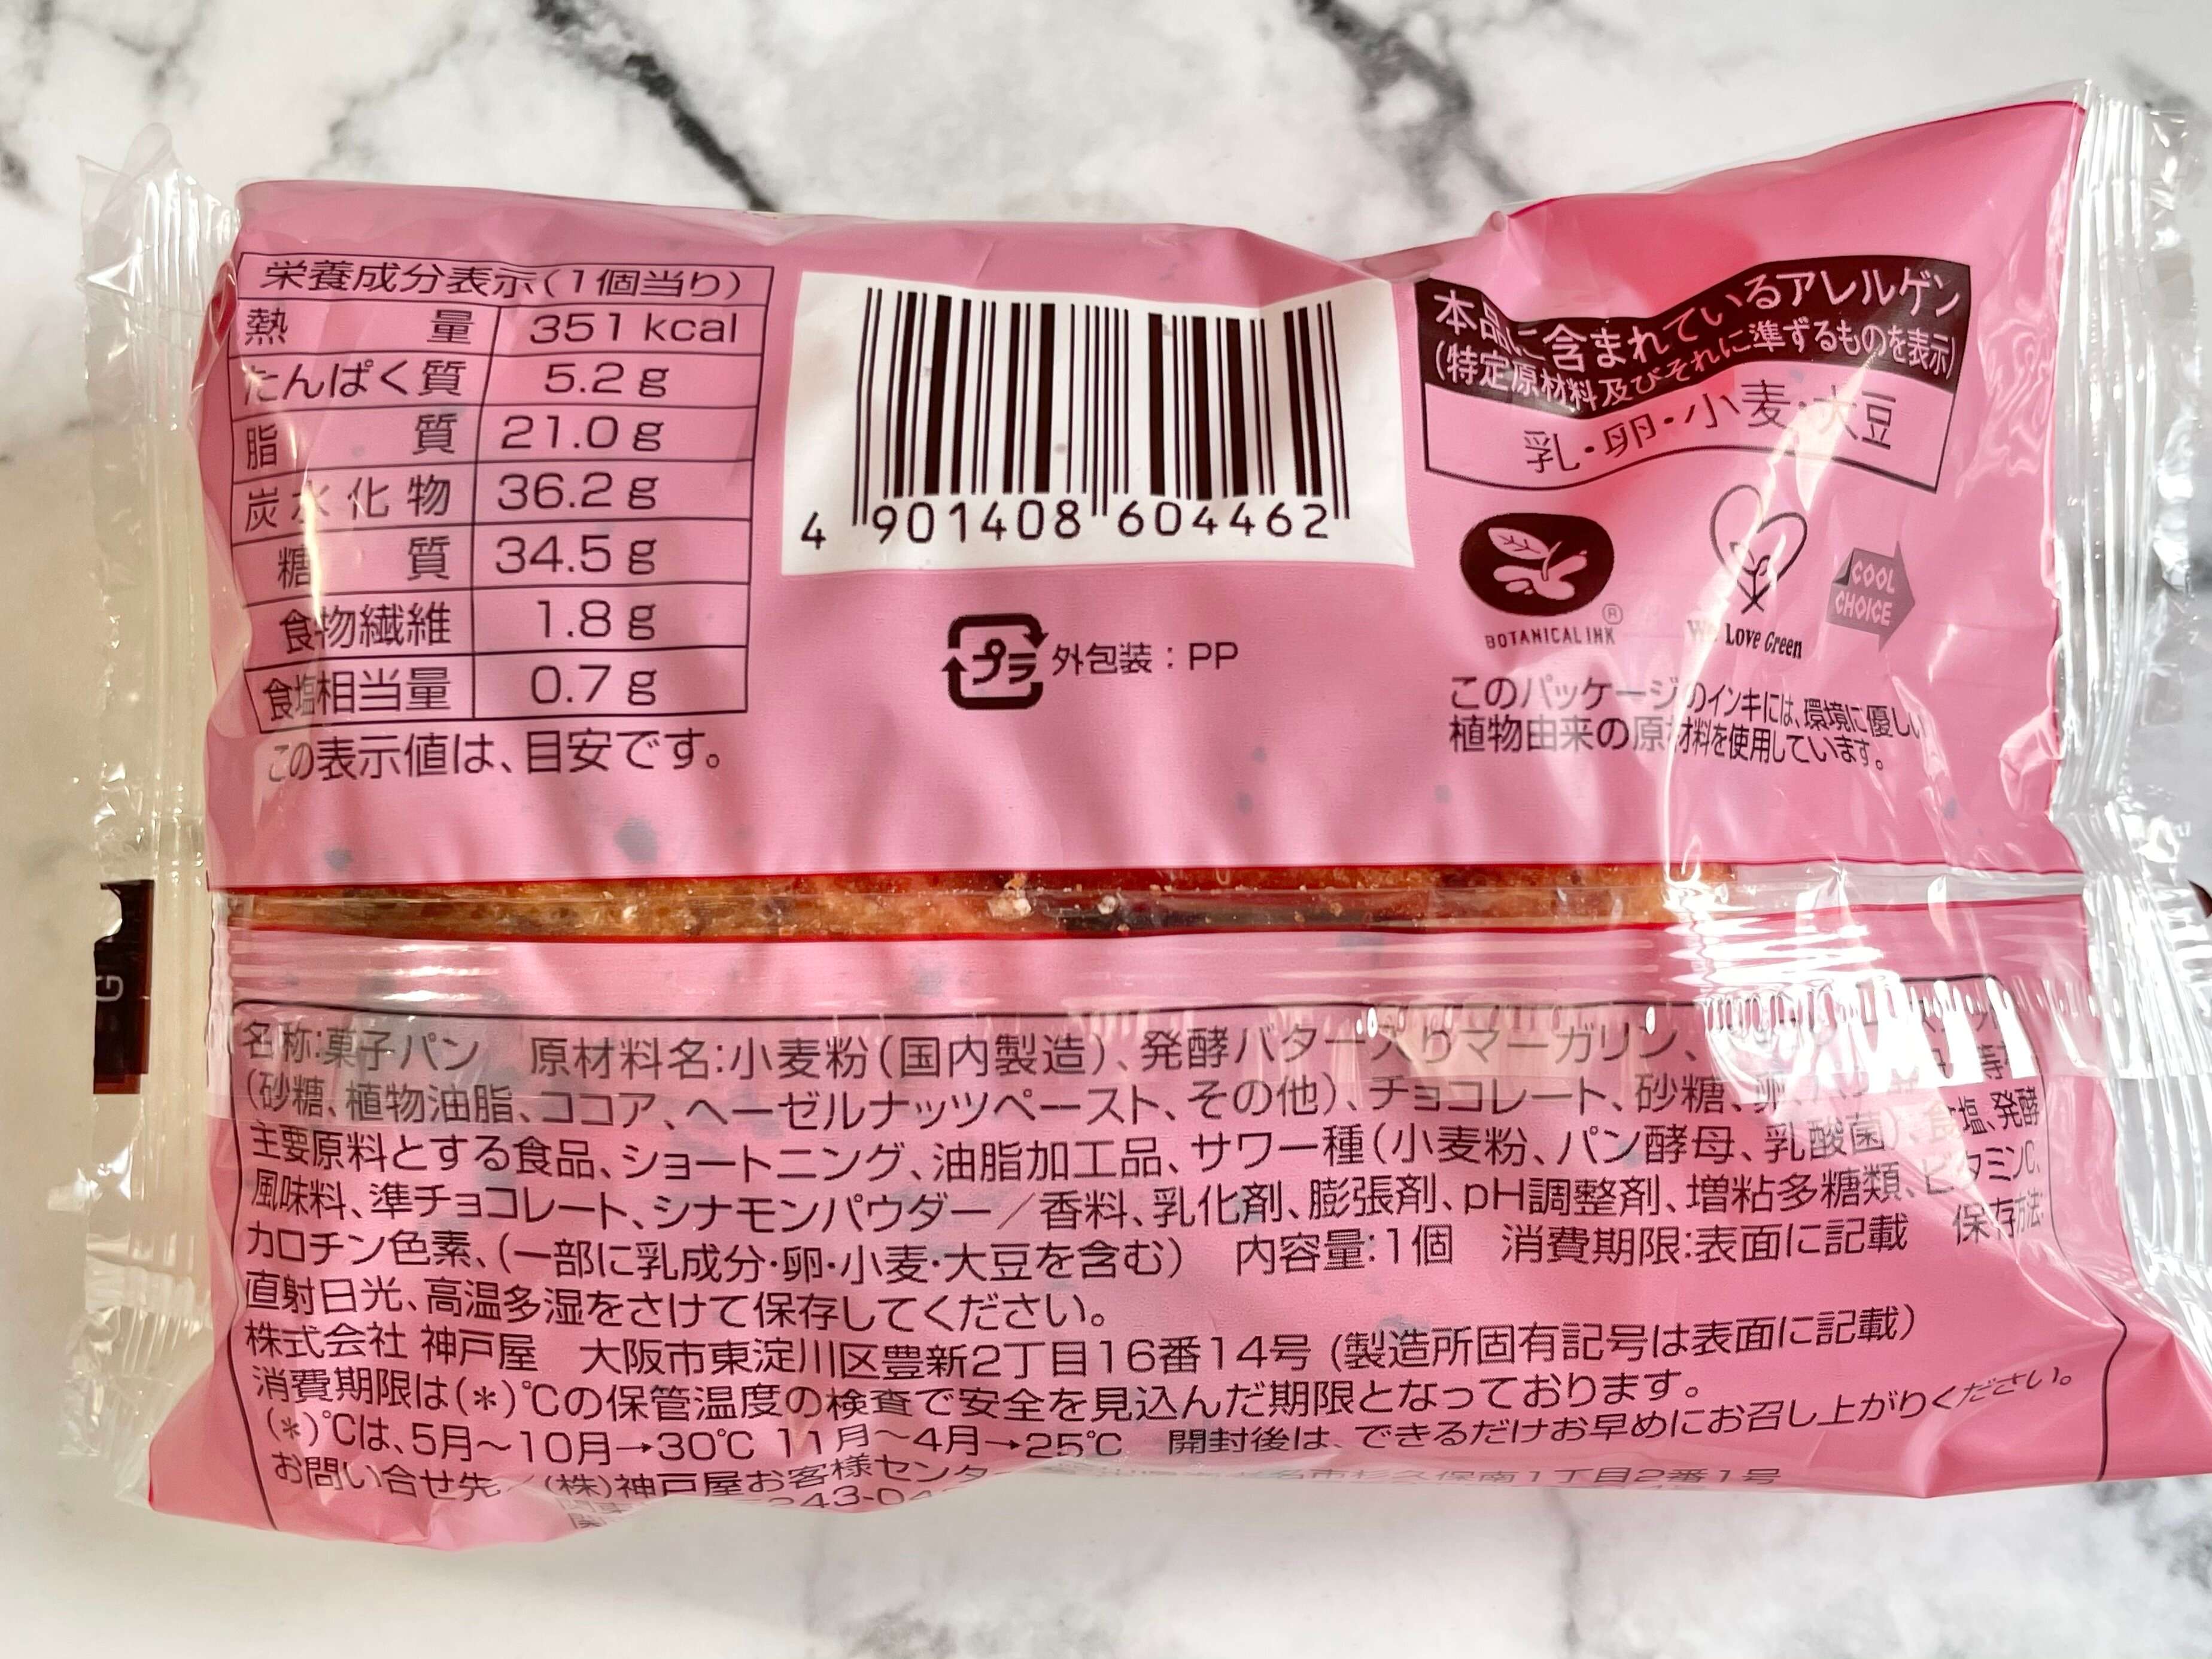 栄養成分表示(1個当り)
熱量 351 kcal
たんぱく質 5.2 g
脂質 21.0 g
炭水化物 36.2 g
糖質 34.5 g
食物繊維 1.8 g
食塩相当量 0.7 g
この表示値は、目安です。
4 901408 604462
プラ 外包装:PP
本品に含まれているアレルゲン
(特定原材料及びそれに準ずるものを表示)
乳・卵・小麦・大豆
BOTANICAL INK ®
We Love Green
COOL
CHOICE
このパッケージのインキには、環境に優しい
植物由来の原材料を使用しています。
G
名称:菓子パン 原材料名:小麦粉(国内製造)、発酵バター入りマーガリン、
(砂糖、植物油脂、ココア、ヘーゼルナッツペースト、その他)、チョコレート、砂糖、卵、
主要原料とする食品、ショートニング、油脂加工品、サワー種(小麦粉、パン酵母、乳酸菌)、食塩、発酵
風味料、準チョコレート、シナモンパウダー/香料、乳化剤、膨張剤、pH調整剤、増粘多糖類、ビタミンC、
カロチン色素、(一部に乳成分・卵・小麦・大豆を含む) 内容量:1個 消費期限:表面に記載 保存方法:
直射日光、高温多湿をさけて保存してください。
株式会社 神戸屋 大阪市東淀川区豊新2丁目16番14号 (製造所固有記号は表面に記載)
消費期限は(*)℃の保管温度の検査で安全を見込んだ期限となっております。
(*)℃は、5月~10月→30℃ 11月~4月→25℃ 開封後は、できるだけお早めにお召し上がりください。
お問い合せ先/(株)神戸屋お客様センター 市杉久保南1丁目2番1号
243-04